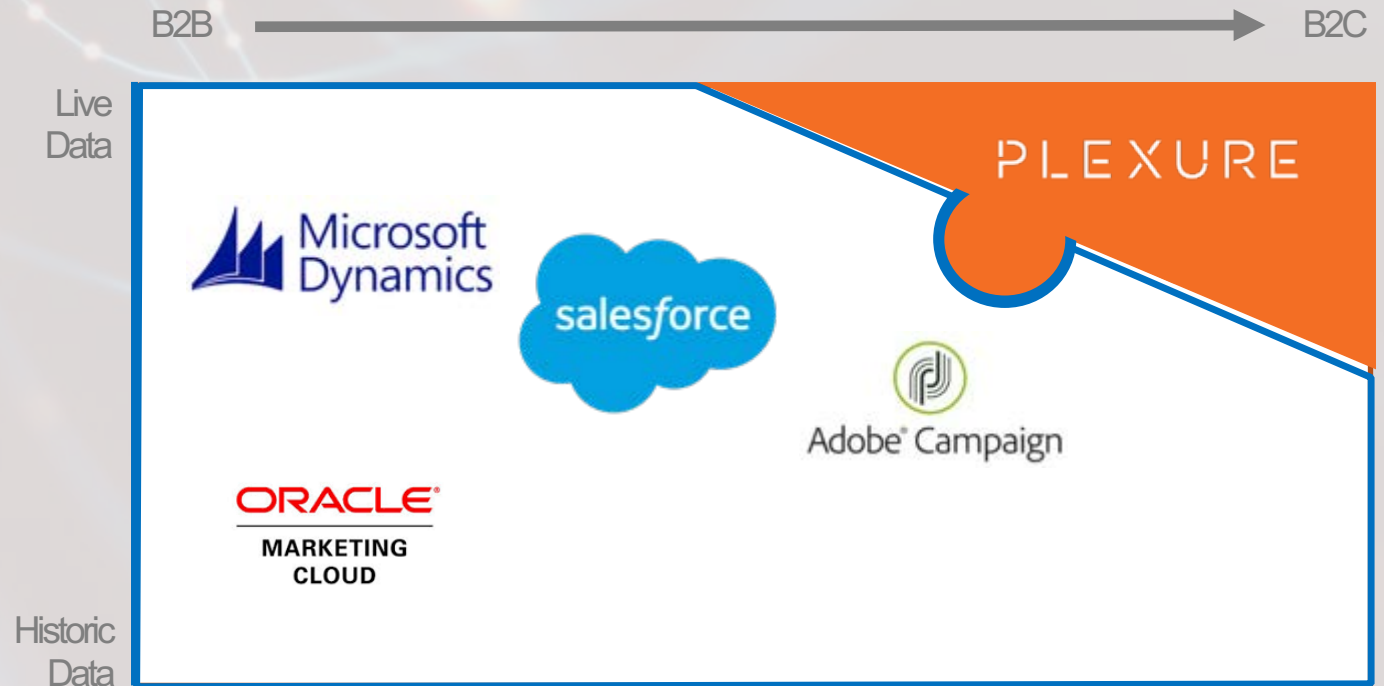 B2B
B2C
Live
Data
PLEXURE
Microsoft
Dynamics
salesforce
Adobe® Campaign
ORACLE®
MARKETING
CLOUD
Historic
Data